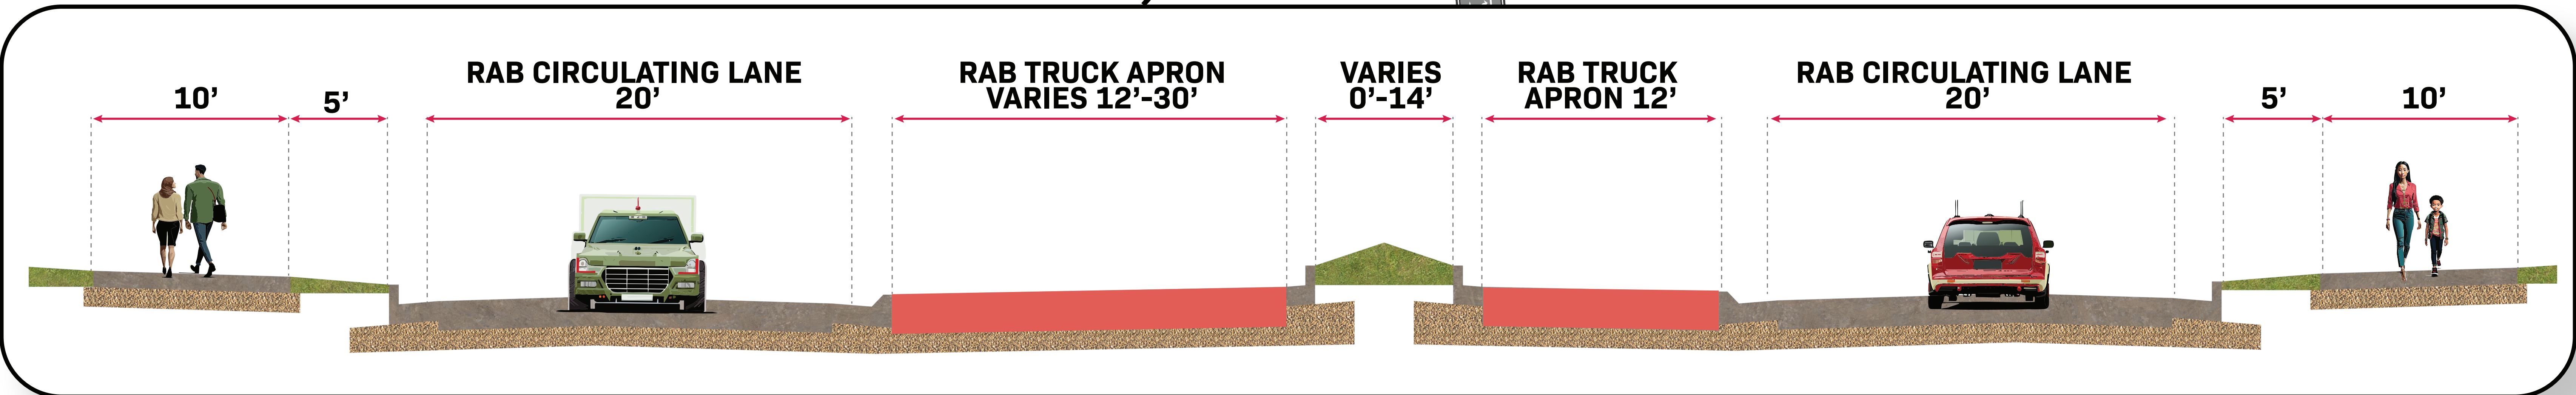 10’
5’
RAB CIRCULATING LANE
20’
RAB TRUCK APRON
VARIES 12’-30’
VARIES
0’-14’
RAB TRUCK
APRON 12’
RAB CIRCULATING LANE
20’
5’
10’